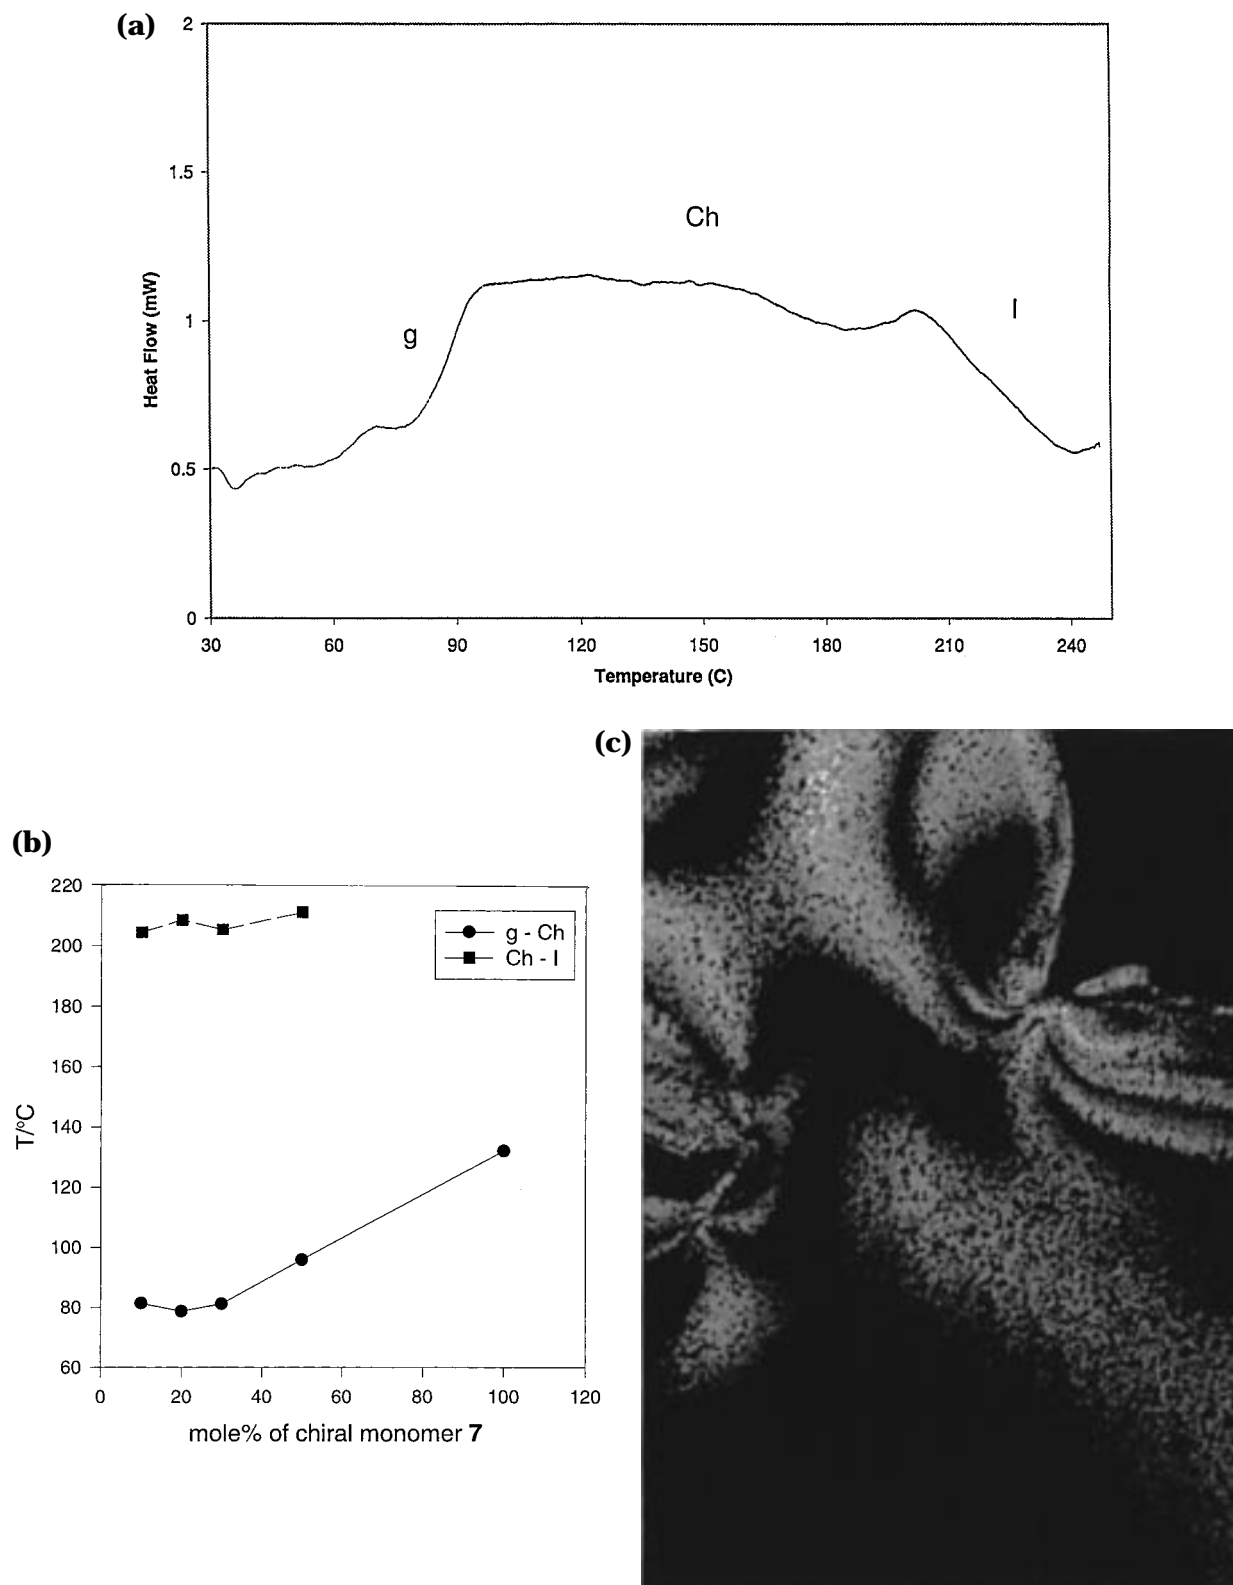 (a)
2
1.5
1
0.5
0
Heat Flow (mW)
g
Ch
I
30 60 90 120 150 180 210 240
Temperature (C)
(b)
220
200
180
160
140
120
100
80
60
T/°C
g - Ch
Ch - I
0 20 40 60 80 100 120
mole% of chiral monomer 7
(c)